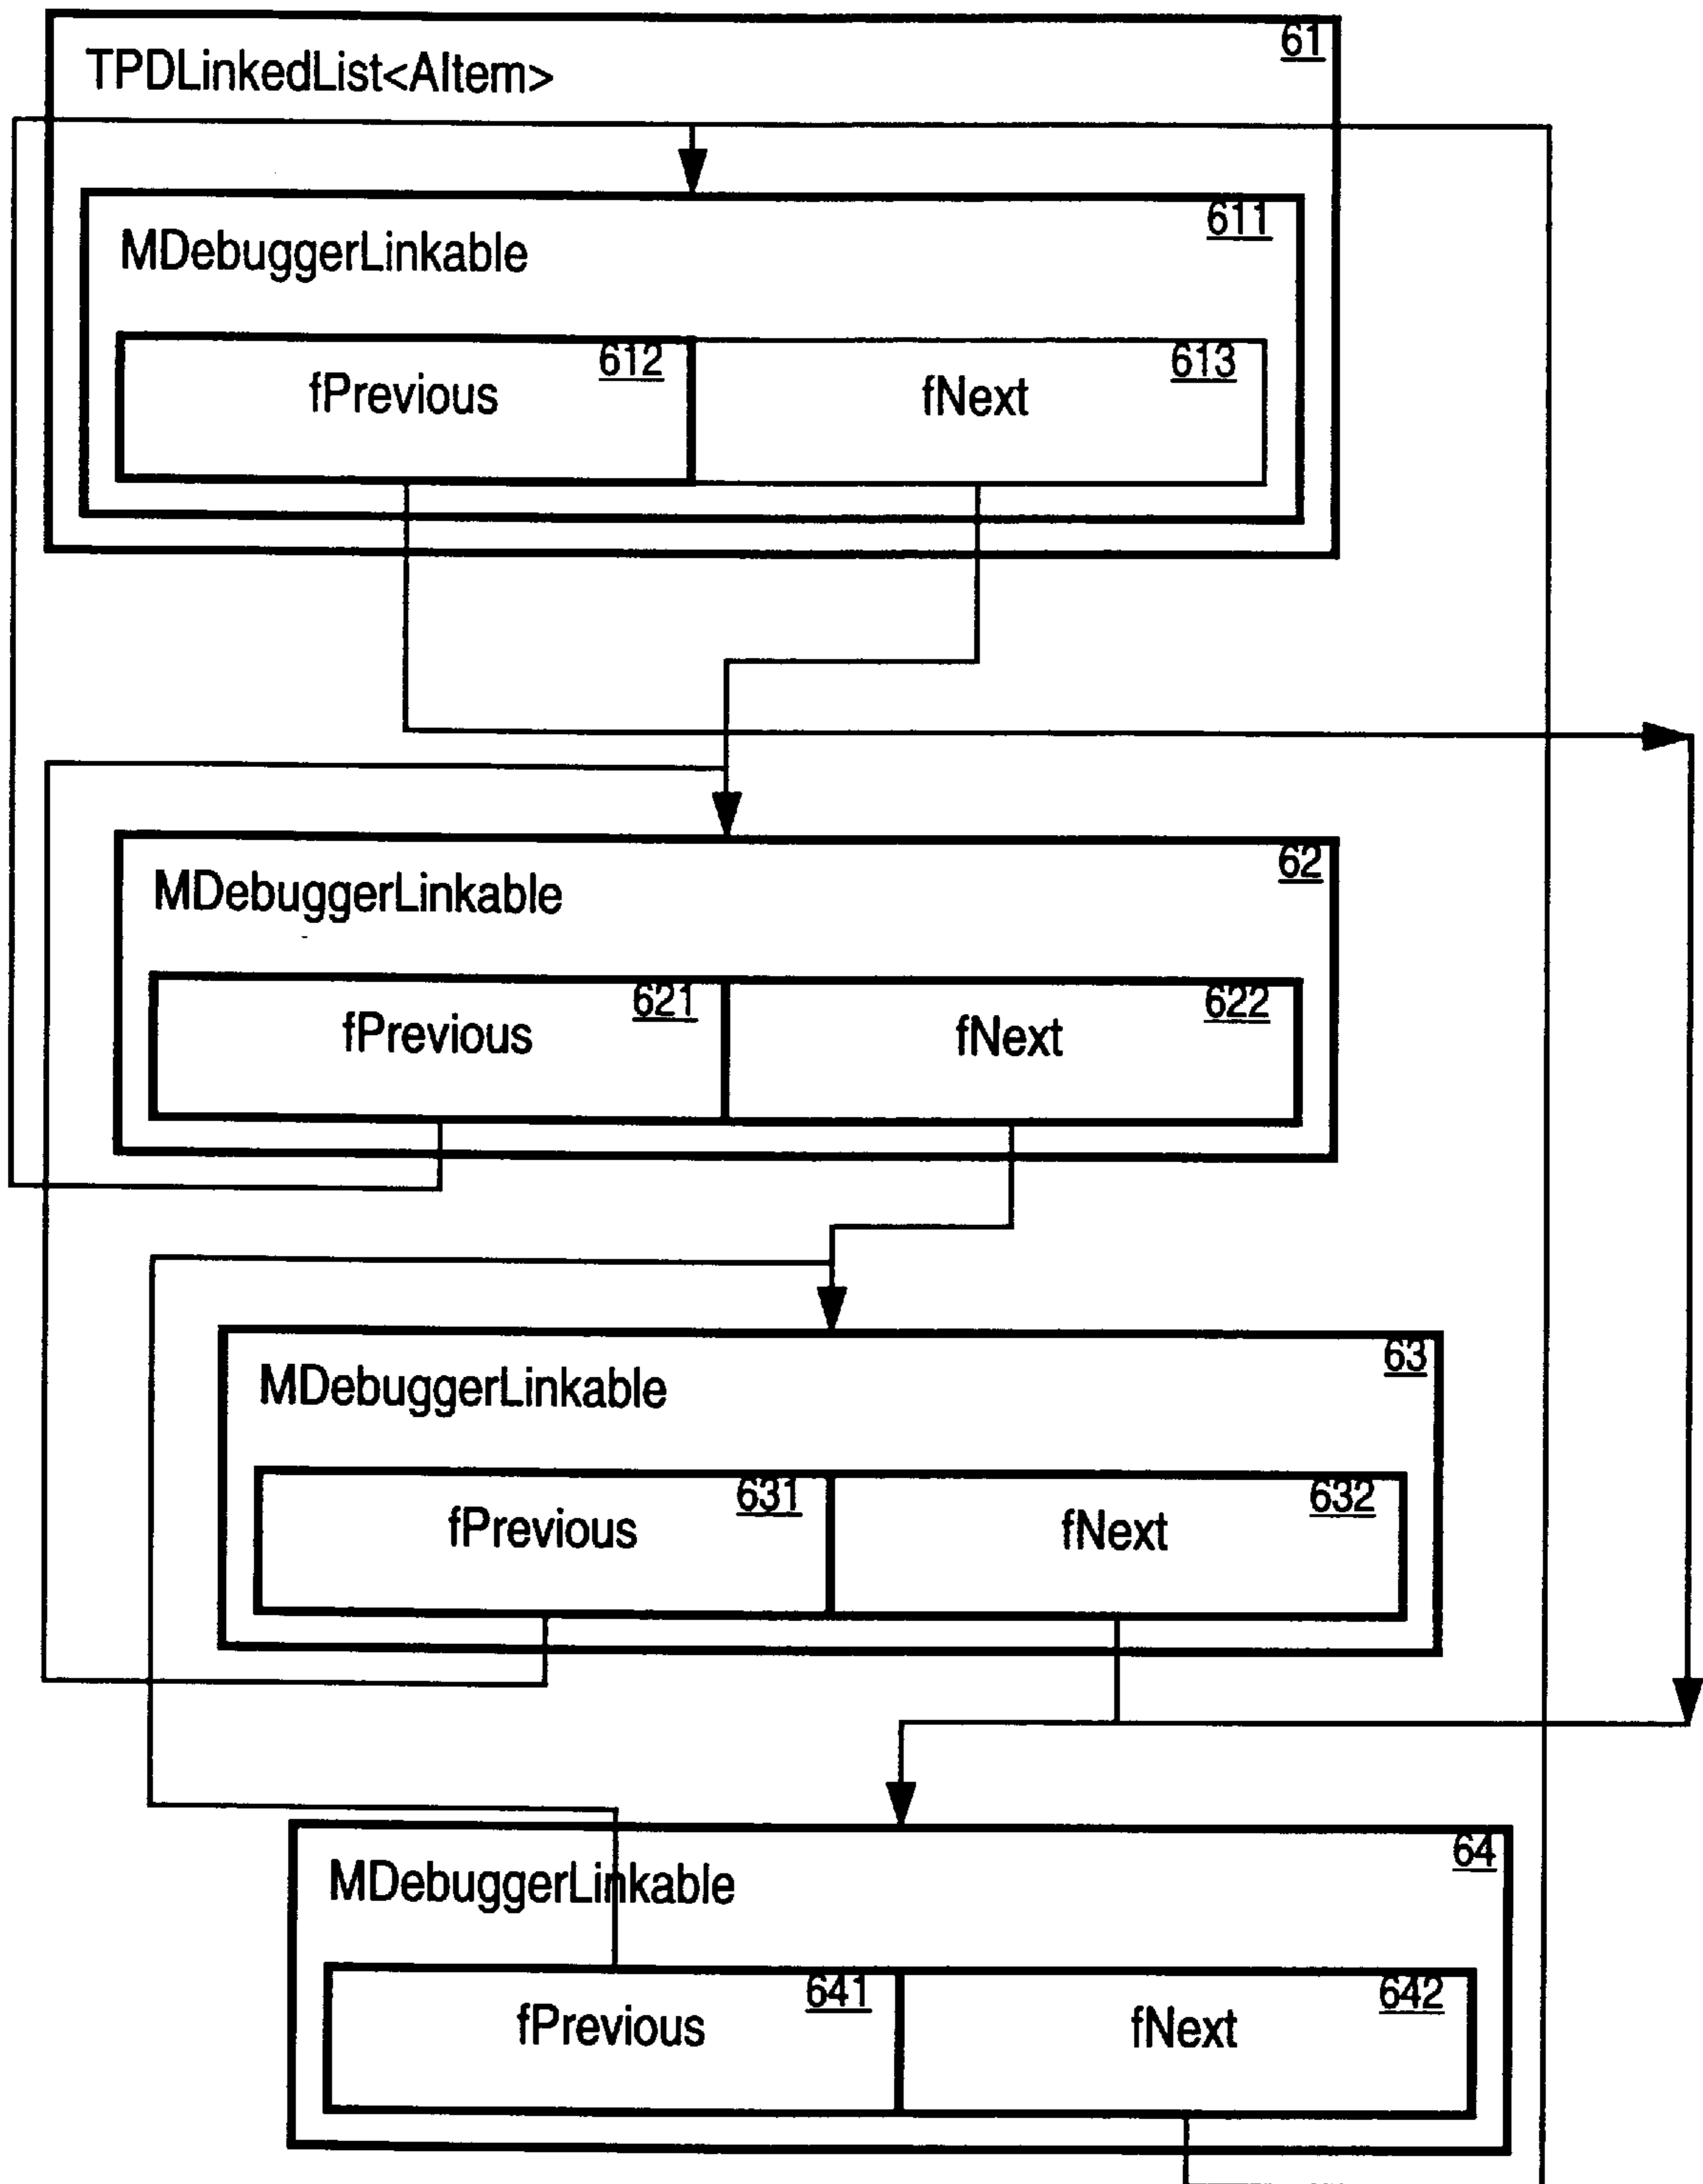 61
TPDLinkedList<AItem>
611
MDebuggerLinkable
612
fPrevious
613
fNext
62
MDebuggerLinkable
621
fPrevious
622
fNext
63
MDebuggerLinkable
631
fPrevious
632
fNext
64
MDebuggerLinkable
641
fPrevious
642
fNext